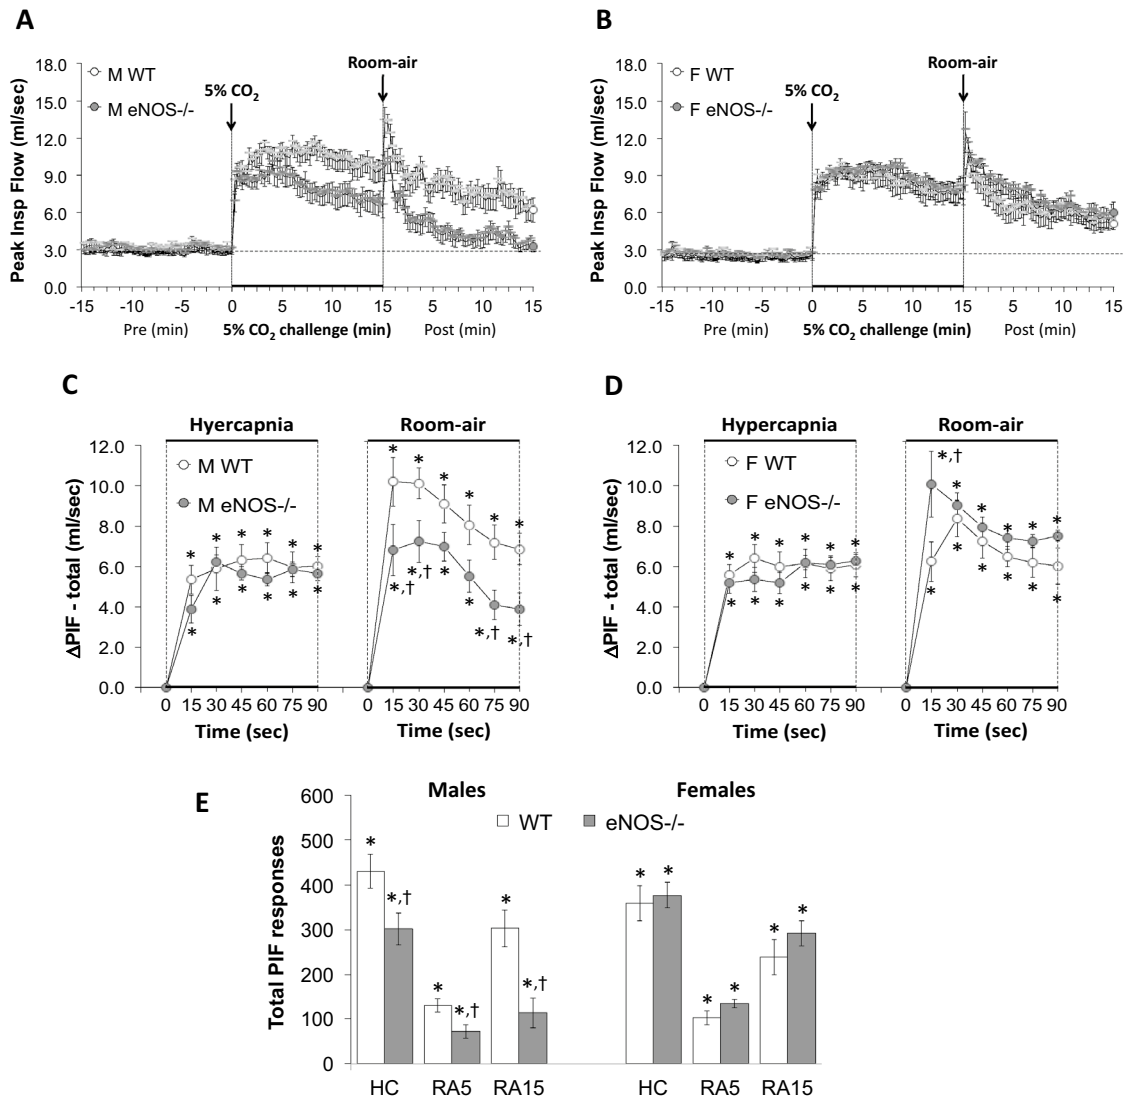 A
B
Room-air
Room-air
18.0
M WT
5% CO2
15.0
M eNOS-/-
12.0
9.0
6.0
3.0
0.0
Peak Insp Flow (ml/sec)
-15 -10 -5 0 5 10 15 5 10 15
Pre (min) 5% CO2 challenge (min) Post (min)
18.0
F WT
5% CO2
15.0
F eNOS-/-
12.0
9.0
6.0
3.0
0.0
Peak Insp Flow (ml/sec)
-15 -10 -5 0 5 10 15 5 10 15
Pre (min) 5% CO2 challenge (min) Post (min)
C
Hyercapnia Room-air
12.0
M WT
10.0
M eNOS-/-
8.0
6.0
4.0
2.0
0.0
ΔPIF - total (ml/sec)
* * * * * *
* * * * * *
* * * * * *
*,† *,† * * *,† *,†
0 15 30 45 60 75 90 0 15 30 45 60 75 90
Time (sec) Time (sec)
D
Hypercapnia Room-air
12.0
F WT
10.0
F eNOS-/-
8.0
6.0
4.0
2.0
0.0
ΔPIF - total (ml/sec)
* * * * * *
* * * * * *
*,† * * * * *
* * * * * *
0 15 30 45 60 75 90 0 15 30 45 60 75 90
Time (sec) Time (sec)
E
Males Females
WT eNOS-/-
600
500
400
300
200
100
0
Total PIF responses
* *,† * *,† * *,† * * * * * *
HC RA5 RA15 HC RA5 RA15